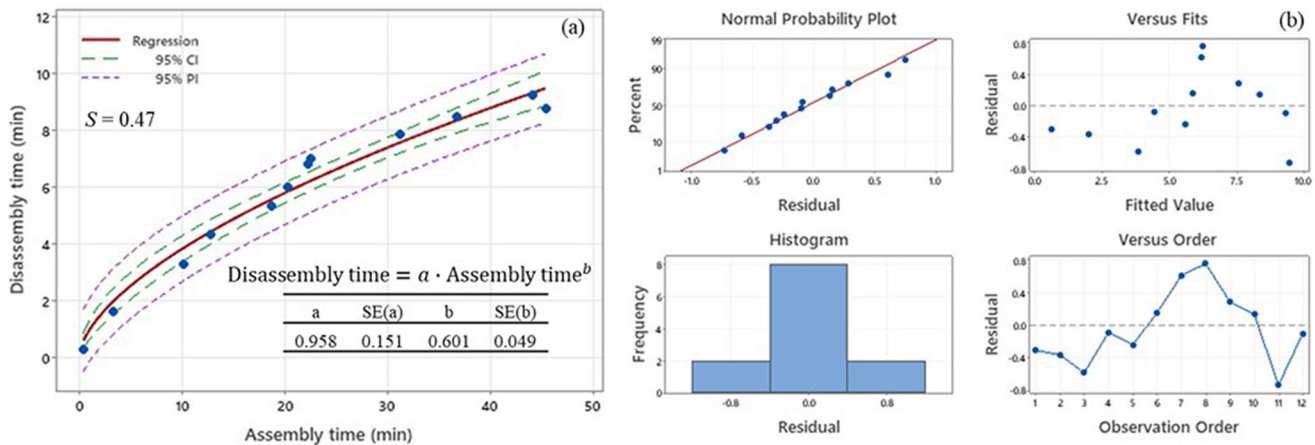 (a)
Regression
95% CI
95% PI
S = 0.47
Disassembly time (min)
12
10
8
6
4
2
0
Disassembly time = a · Assembly time^b
a SE(a) b SE(b)
0.958 0.151 0.601 0.049
0 10 20 30 40 50
Assembly time (min)
(b)
Normal Probability Plot
Percent
99
90
50
10
1
-1.0 -0.5 0.0 0.5 1.0
Residual
Versus Fits
Residual
0.8
0.4
0.0
-0.4
-0.8
0.0 2.5 5.0 7.5 10.0
Fitted Value
Histogram
Frequency
8
6
4
2
0
-0.8 0.0 0.8
Residual
Versus Order
Residual
0.8
0.4
0.0
-0.4
-0.8
1 2 3 4 5 6 7 8 9 10 11 12
Observation Order